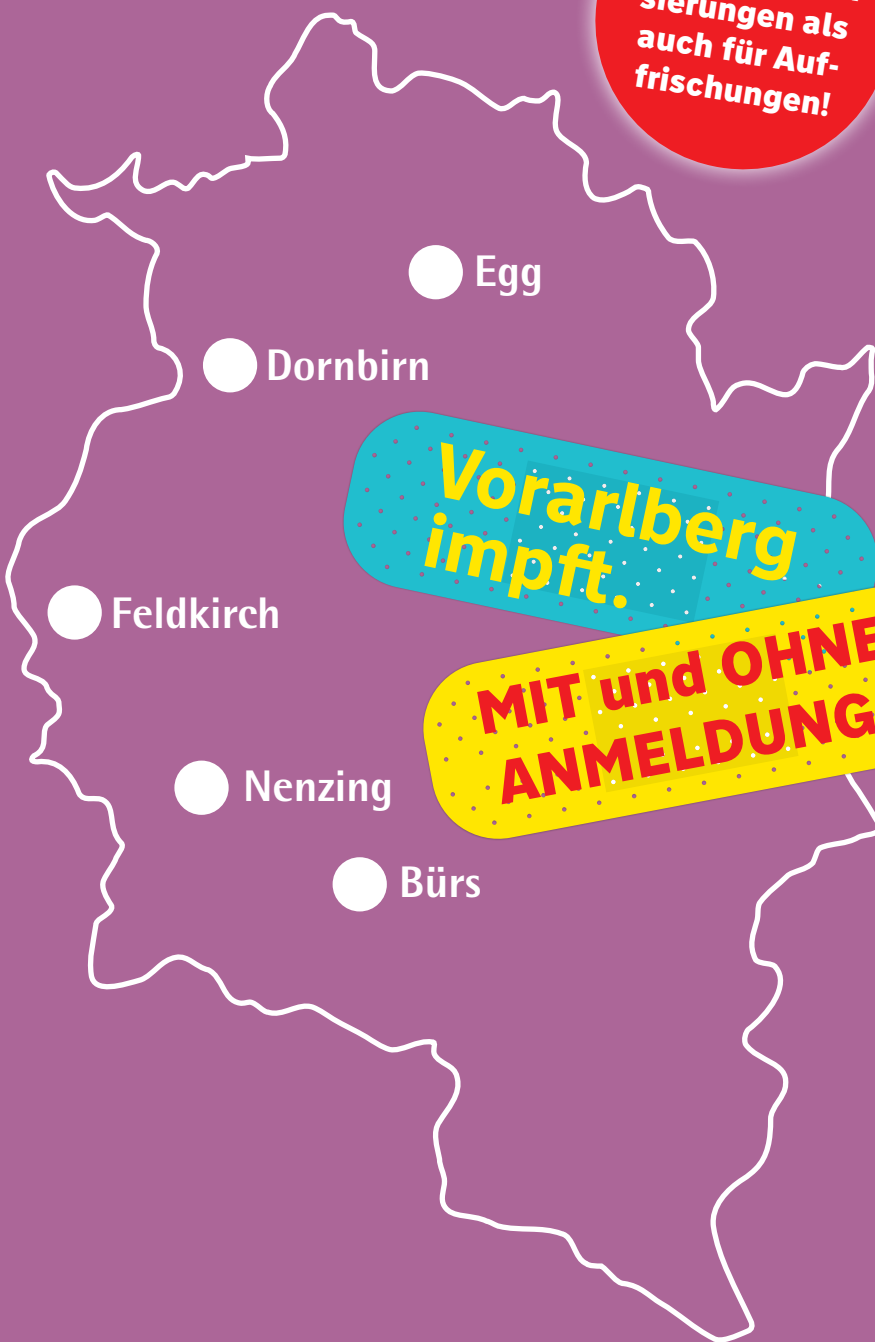 sierungen als
auch für Auf-
frischungen!
Egg
Dornbirn
Vorarlberg
impft.
MIT und OHNE
ANMELDUNG
Feldkirch
Nenzing
Bürs